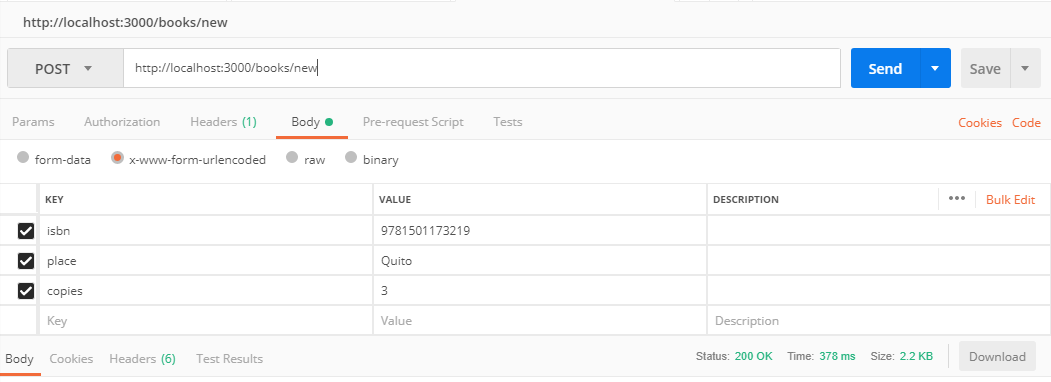 http://localhost:3000/books/new
POST http://localhost:3000/books/new Send Save
Params Authorization Headers (1) Body Pre-request Script Tests Cookies Code
form-data x-www-form-urlencoded raw binary
KEY VALUE DESCRIPTION ••• Bulk Edit
isbn 9781501173219
place Quito
copies 3
Key Value Description
Body Cookies Headers (6) Test Results Status: 200 OK Time: 378 ms Size: 2.2 KB Download